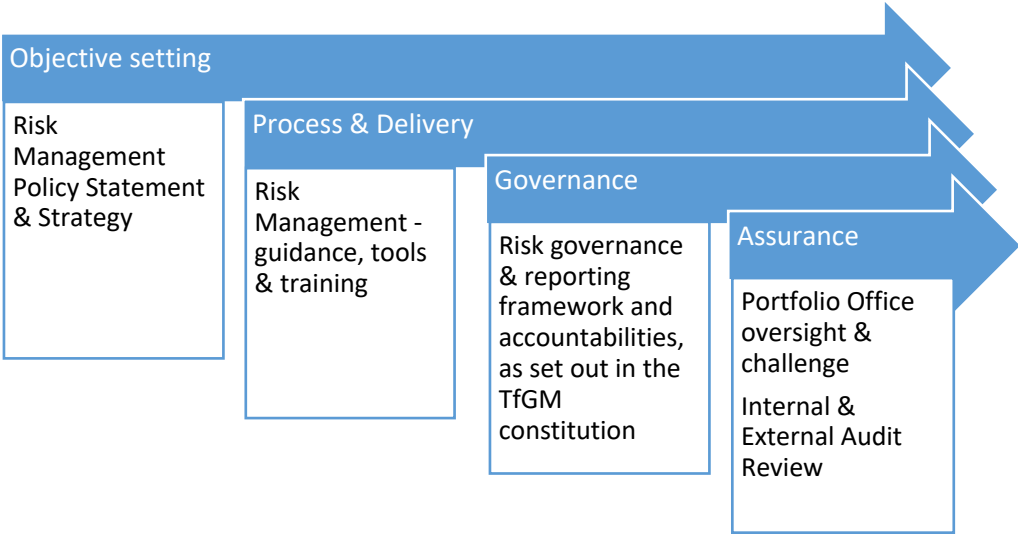 Objective setting
Risk
Management
Policy Statement
& Strategy
Process & Delivery
Risk
Management -
guidance, tools
& training
Governance
Risk governance
& reporting
framework and
accountabilities,
as set out in the
TfGM
constitution
Assurance
Portfolio Office
oversight &
challenge
Internal &
External Audit
Review